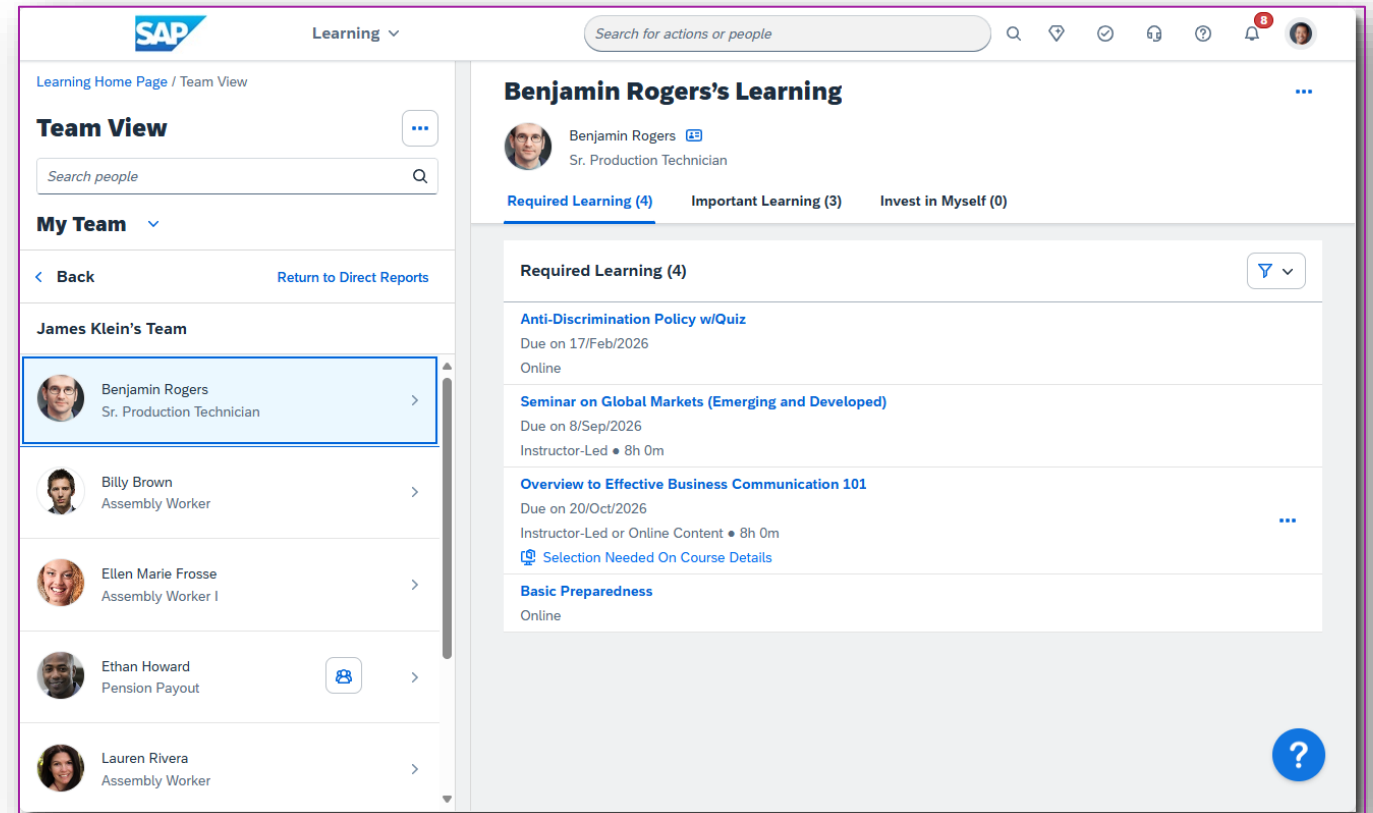 SAP
Learning
Search for actions or people
8
Learning Home Page / Team View
Team View
Search people
My Team
Back
Return to Direct Reports
James Klein's Team
Benjamin Rogers
Sr. Production Technician
Billy Brown
Assembly Worker
Ellen Marie Frosse
Assembly Worker I
Ethan Howard
Pension Payout
Lauren Rivera
Assembly Worker
Benjamin Rogers's Learning
Benjamin Rogers
Sr. Production Technician
Required Learning (4) Important Learning (3) Invest in Myself (0)
Required Learning (4)
Anti-Discrimination Policy w/Quiz
Due on 17/Feb/2026
Online
Seminar on Global Markets (Emerging and Developed)
Due on 8/Sep/2026
Instructor-Led • 8h 0m
Overview to Effective Business Communication 101
Due on 20/Oct/2026
Instructor-Led or Online Content • 8h 0m
Selection Needed On Course Details
Basic Preparedness
Online
?